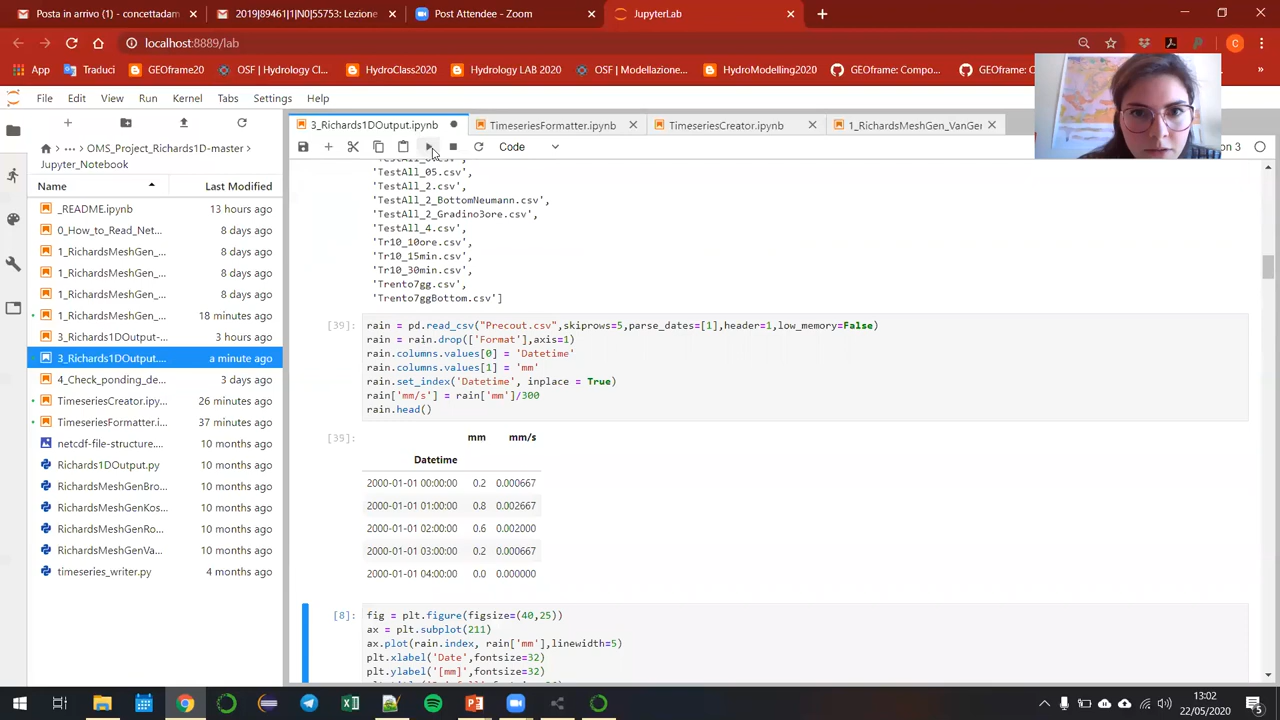 Posta in arrivo - concettadam
2019|89461|1|N0|55753: Lezione
Post Attendee - Zoom
JupyterLab
localhost:8889/lab
App
Traduci
GEOframe20
OSF | Hydrology Cl...
HydroClass2020
Hydrology LAB 2020
OSF | Modellazione...
HydroModelling2020
GEOframe: Compo...
GEOframe: C
C
File Edit View Run Kernel Tabs Settings Help
3_Richards1DOutput.ipynb
TimeseriesFormatter.ipynb
TimeseriesCreator.ipynb
1_RichardsMeshGen_VanGer
Code
n 3
... OMS_Project_Richards1D-master /
Jupyter_Notebook
Name Last Modified
_README.ipynb 13 hours ago
0_How_to_Read_Net... 8 days ago
1_RichardsMeshGen_... 8 days ago
1_RichardsMeshGen_... 8 days ago
1_RichardsMeshGen_... 8 days ago
1_RichardsMeshGen_... 18 minutes ago
3_Richards1DOutput-... 3 hours ago
3_Richards1DOutput.... a minute ago
4_Check_ponding_de... 3 days ago
TimeseriesCreator.ipy... 26 minutes ago
TimeseriesFormatter.i... 37 minutes ago
netcdf-file-structure.... 10 months ago
Richards1DOutput.py 10 months ago
RichardsMeshGenBro... 10 months ago
RichardsMeshGenKos... 10 months ago
RichardsMeshGenRo... 10 months ago
RichardsMeshGenVa... 10 months ago
timeseries_writer.py 4 months ago
'TestAll_05.csv',
'TestAll_2.csv',
'TestAll_2_BottomNeumann.csv',
'TestAll_2_Gradino3ore.csv',
'TestAll_4.csv',
'Tr10_10ore.csv',
'Tr10_15min.csv',
'Tr10_30min.csv',
'Trento7gg.csv',
'Trento7ggBottom.csv']
[39]: rain = pd.read_csv("Precout.csv",skiprows=5,parse_dates=[1],header=1,low_memory=False)
rain = rain.drop(['Format'],axis=1)
rain.columns.values[0] = 'Datetime'
rain.columns.values[1] = 'mm'
rain.set_index('Datetime', inplace = True)
rain['mm/s'] = rain['mm']/300
rain.head()
[39]: mm mm/s
Datetime
2000-01-01 00:00:00 0.2 0.000667
2000-01-01 01:00:00 0.8 0.002667
2000-01-01 02:00:00 0.6 0.002000
2000-01-01 03:00:00 0.2 0.000667
2000-01-01 04:00:00 0.0 0.000000
[8]: fig = plt.figure(figsize=(40,25))
ax = plt.subplot(211)
ax.plot(rain.index, rain['mm'],linewidth=5)
plt.xlabel('Date',fontsize=32)
plt.ylabel('[mm]',fontsize=32)
13:02
22/05/2020